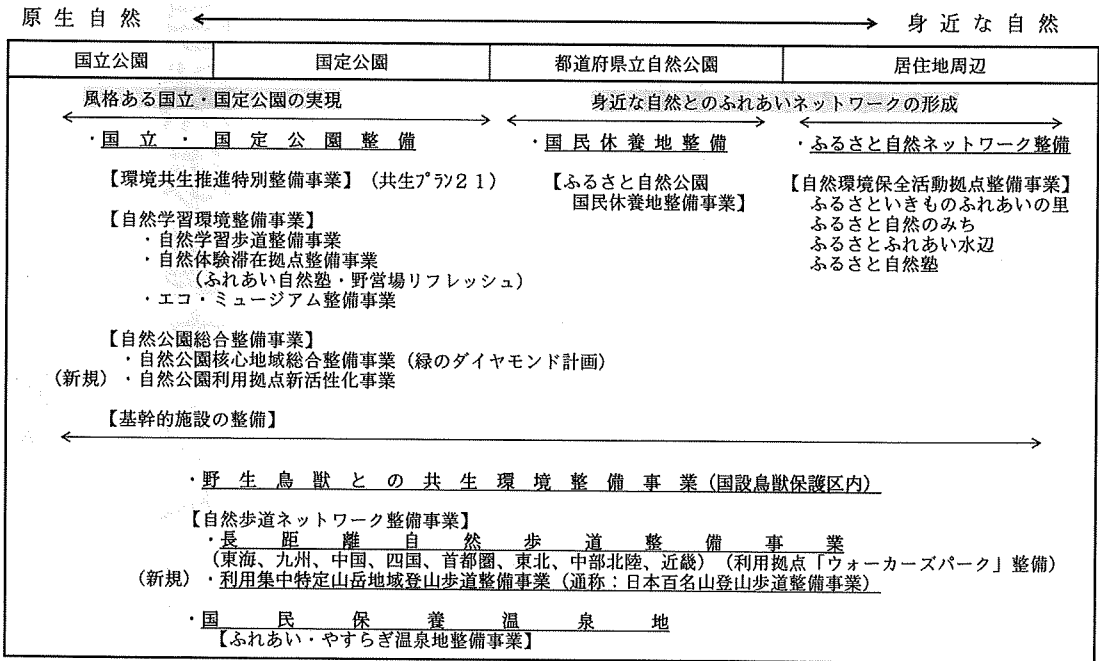 原生自然 ←→ 身近な自然
国立公園 国定公園 都道府県立自然公園 居住地周辺
風格ある国立・国定公園の実現 身近な自然とのふれあいネットワークの形成
・国立・国定公園整備 ・国民休養地整備 ・ふるさと自然ネットワーク整備
【環境共生推進特別整備事業】(共生プラン21) 【ふるさと自然公園 【自然環境保全活動拠点整備事業】
国民休養地整備事業】 ふるさといきものふれあいの里
【自然学習環境整備事業】 ふるさと自然のみち
・自然学習歩道整備事業 ふるさとふれあい水辺
・自然体験滞在拠点整備事業 ふるさと自然塾
(ふれあい自然塾・野営場リフレッシュ)
・エコ・ミュージアム整備事業
【自然公園総合整備事業】
・自然公園核心地域総合整備事業(緑のダイヤモンド計画)
(新規)・自然公園利用拠点新活性化事業
【基幹的施設の整備】
・野生鳥獣との共生環境整備事業(国設鳥獣保護区内)
【自然歩道ネットワーク整備事業】
・長距離自然歩道整備事業
(東海、九州、中国、四国、首都圏、東北、中部北陸、近畿)(利用拠点「ウォーカーズパーク」整備)
(新規)・利用集中特定山岳地域登山歩道整備事業(通称:日本百名山登山歩道整備事業)
・国民保養温泉地
【ふれあい・やすらぎ温泉地整備事業】